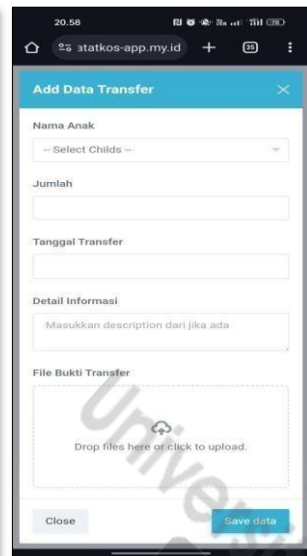 20.58
atatkos-app.my.id
35
Add Data Transfer
Nama Anak
-- Select Childs --
Jumlah
Tanggal Transfer
Detail Informasi
Masukkan description dari jika ada
File Bukti Transfer
Drop files here or click to upload.
Close
Save data
Universi